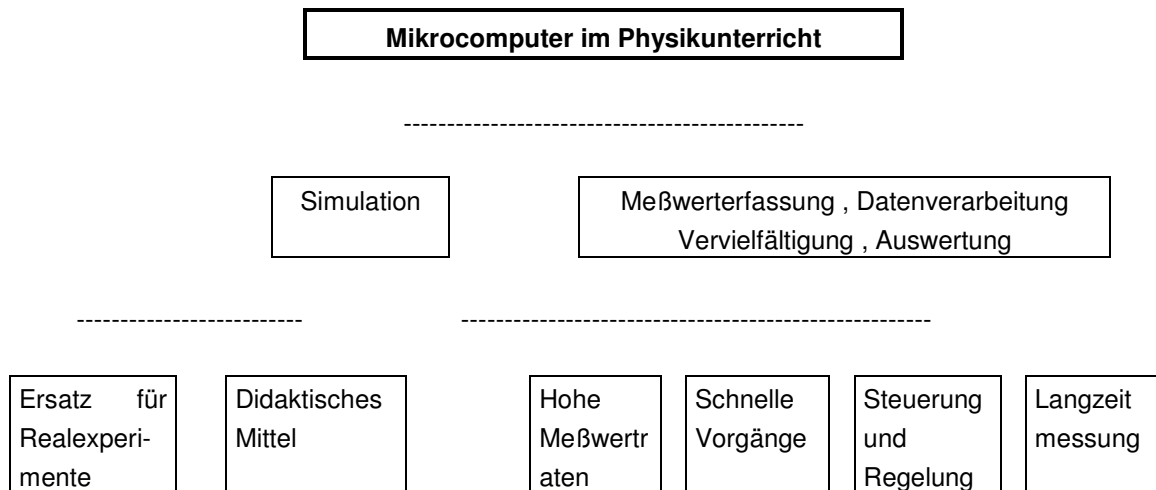 Mikrocomputer im Physikunterricht
----------------------------------------------
Simulation
Meßwerterfassung , Datenverarbeitung
Vervielfältigung , Auswertung
-------------------------- ------------------------------------------------------
Ersatz für
Realexperi-
mente
Didaktisches
Mittel
Hohe
Meßwertr
aten
Schnelle
Vorgänge
Steuerung
und
Regelung
Langzeit
messung